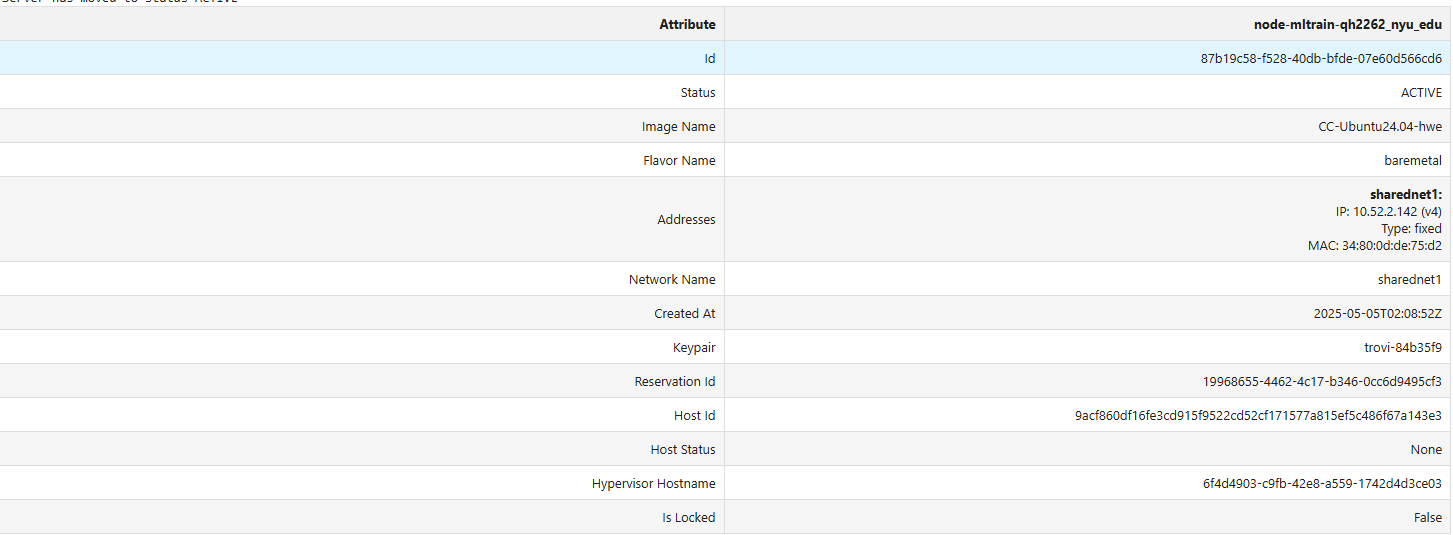 Server has moved to status ACTIVE
Attribute node-mltrain-qh2262_nyu_edu
Id 87b19c58-f528-40db-bfde-07e60d566cd6
Status ACTIVE
Image Name CC-Ubuntu24.04-hwe
Flavor Name baremetal
Addresses sharednet1:
IP: 10.52.2.142 (v4)
Type: fixed
MAC: 34:80:0d:de:75:d2
Network Name sharednet1
Created At 2025-05-05T02:08:52Z
Keypair trovi-84b35f9
Reservation Id 19968655-4462-4c17-b346-0cc6d9495cf3
Host Id 9acf860df16fe3cd915f9522cd52cf171577a815ef5c486f67a143e3
Host Status None
Hypervisor Hostname 6f4d4903-c9fb-42e8-a559-1742d4d3ce03
Is Locked False